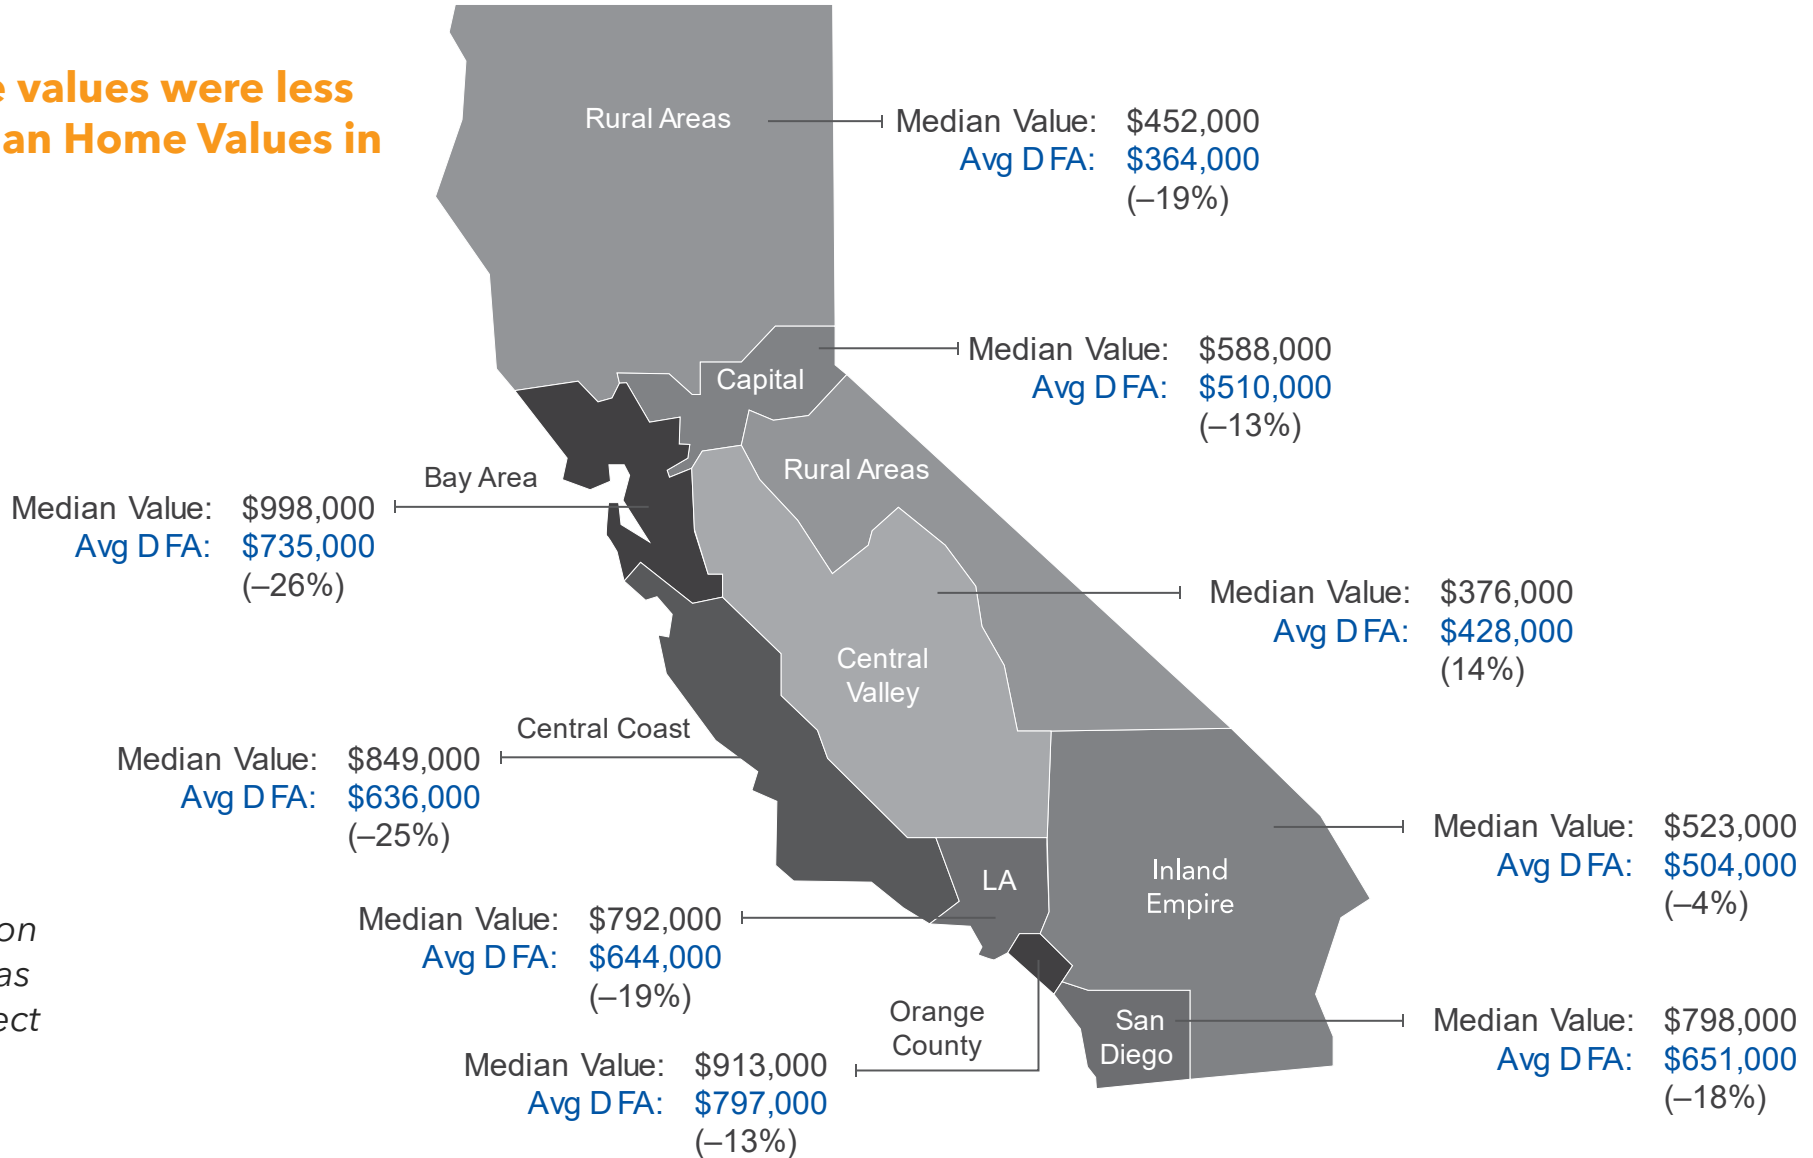 e values were less
an Home Values in
Rural Areas
Median Value: $452,000
Avg DFA: $364,000
(–19%)
Median Value: $588,000
Avg DFA: $510,000
(–13%)
Capital
Rural Areas
Bay Area
Median Value: $998,000
Avg DFA: $735,000
(–26%)
Median Value: $376,000
Avg DFA: $428,000
(14%)
Central
Valley
Central Coast
Median Value: $849,000
Avg DFA: $636,000
(–25%)
Median Value: $523,000
Avg DFA: $504,000
(–4%)
Inland
Empire
LA
Median Value: $792,000
Avg DFA: $644,000
(–19%)
on
as
ect
Orange
County
Median Value: $913,000
Avg DFA: $797,000
(–13%)
San
Diego
Median Value: $798,000
Avg DFA: $651,000
(–18%)